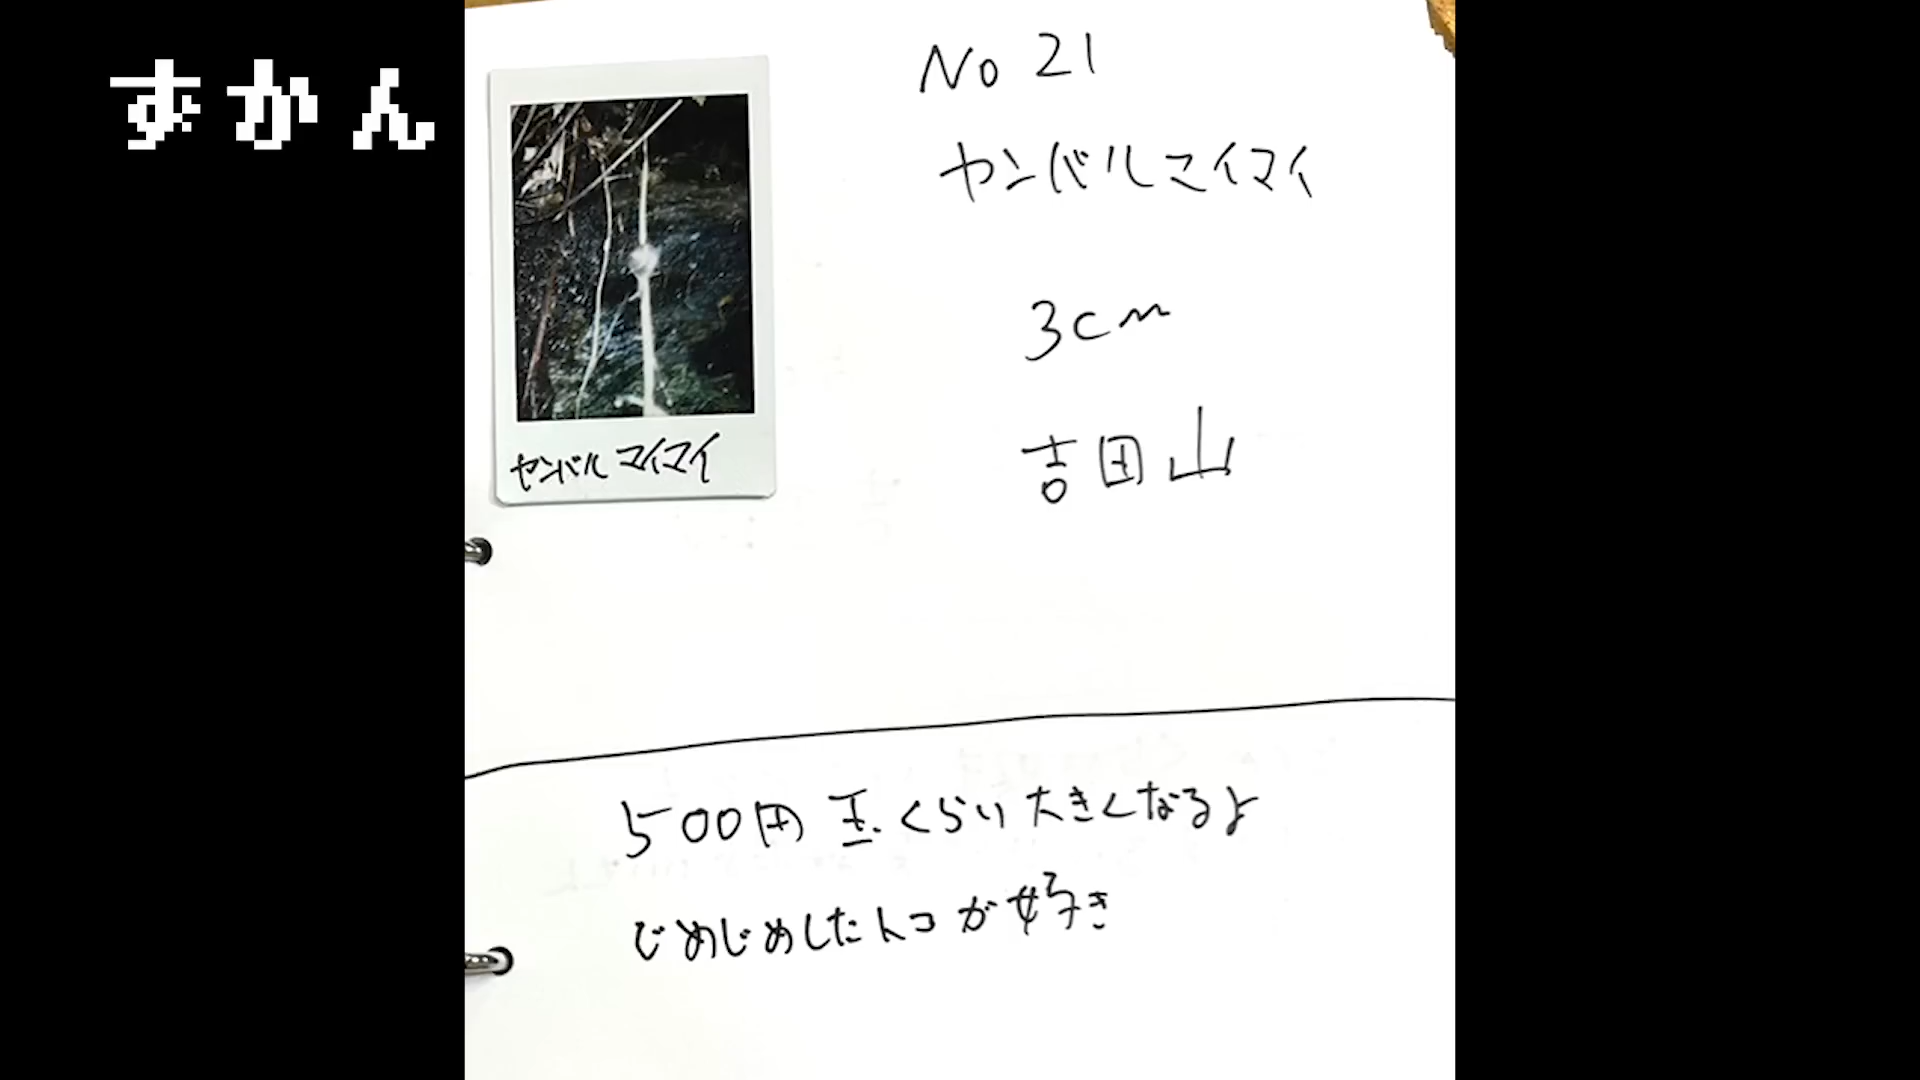 ずかん
No 21
ヤンバルマイマイ
3cm
吉田山
ヤンバルマイマイ
500円玉くらい大きくなるよ
じめじめしたトコが好き